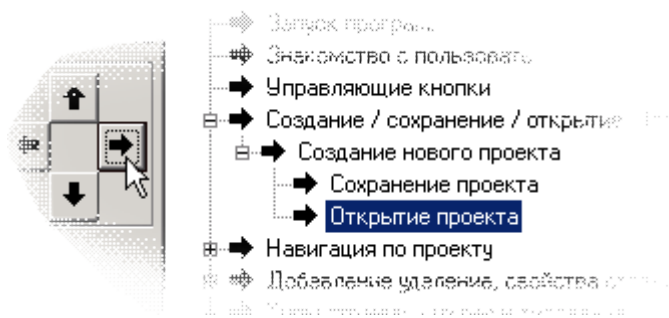 Запуск програм
Знакомство с пользоват
Управляющие кнопки
Создание / сохранение / открытие
Создание нового проекта
Сохранение проекта
Открытие проекта
Навигация по проекту
Добавление удаление, свойства